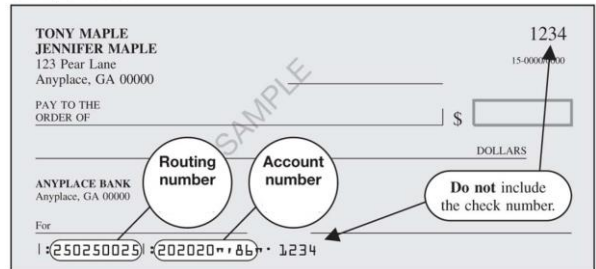 TONY MAPLE
JENNIFER MAPLE
123 Pear Lane
Anyplace, GA 00000
1234
15-0000/0000
SAMPLE
PAY TO THE
ORDER OF
$
DOLLARS
Routing
number
Account
number
ANYPLACE BANK
Anyplace, GA 00000
Do not include
the check number.
For
|:250250025|:202020⑈86⑈ 1234